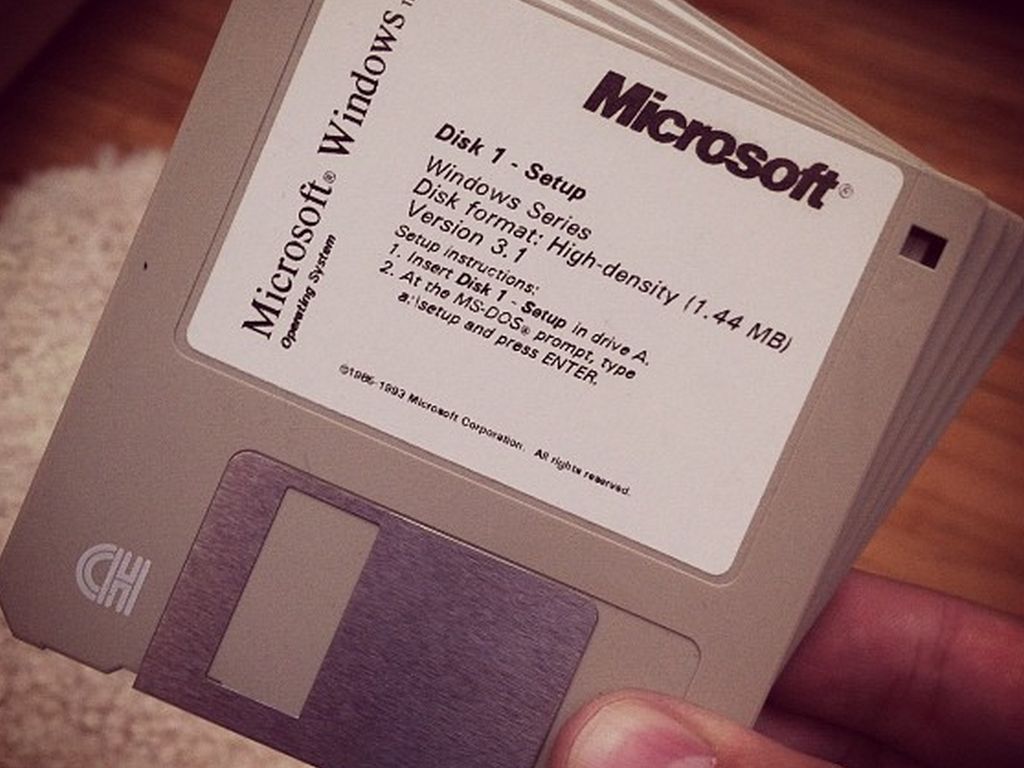 Microsoft®
Microsoft® Windows™
Operating System
Disk 1 - Setup
Windows Series
Disk format: High-density (1.44 MB)
Version 3.1
Setup instructions:
1. Insert Disk 1 - Setup in drive A.
2. At the MS-DOS® prompt, type
a:\setup and press ENTER.
©1985-1993 Microsoft Corporation. All rights reserved.